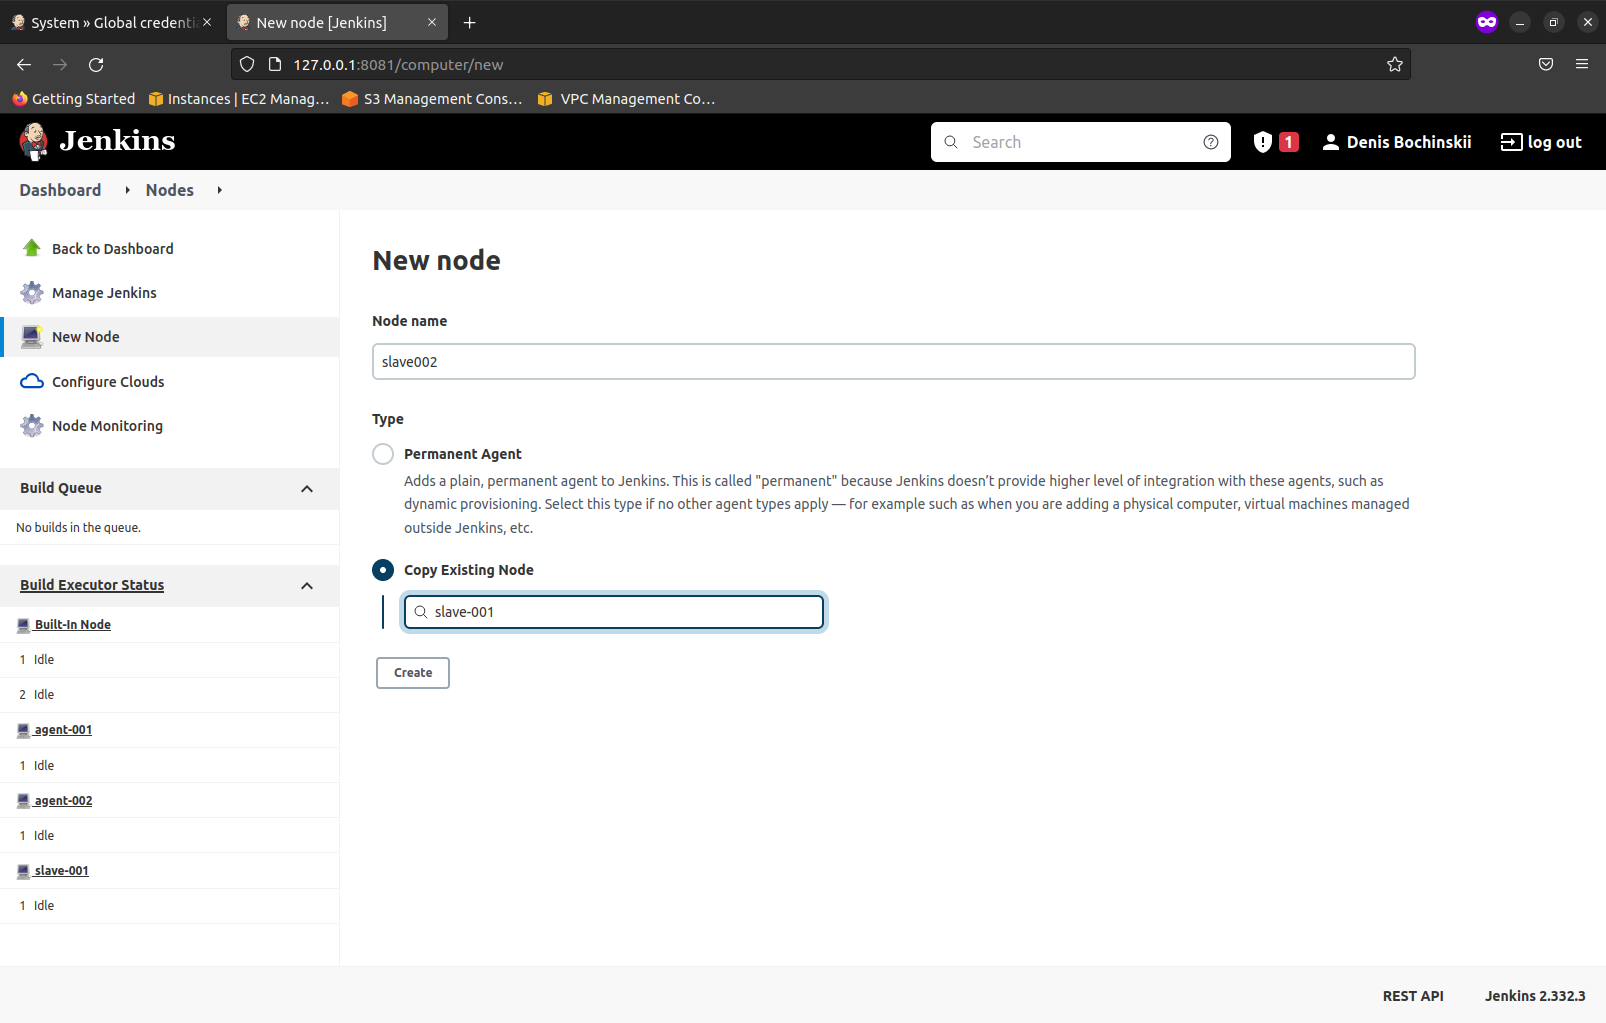 System » Global credenti
New node [Jenkins]
127.0.0.1:8081/computer/new
Getting Started
Instances | EC2 Manag…
S3 Management Cons…
VPC Management Co…
Jenkins
Search
1
Denis Bochinskii
log out
Dashboard
Nodes
Back to Dashboard
Manage Jenkins
New Node
Configure Clouds
Node Monitoring
Build Queue
No builds in the queue.
Build Executor Status
Built-In Node
1 Idle
2 Idle
agent-001
1 Idle
agent-002
1 Idle
slave-001
1 Idle
New node
Node name
slave002
Type
Permanent Agent
Adds a plain, permanent agent to Jenkins. This is called "permanent" because Jenkins doesn’t provide higher level of integration with these agents, such as
dynamic provisioning. Select this type if no other agent types apply — for example such as when you are adding a physical computer, virtual machines managed
outside Jenkins, etc.
Copy Existing Node
slave-001
Create
REST API
Jenkins 2.332.3